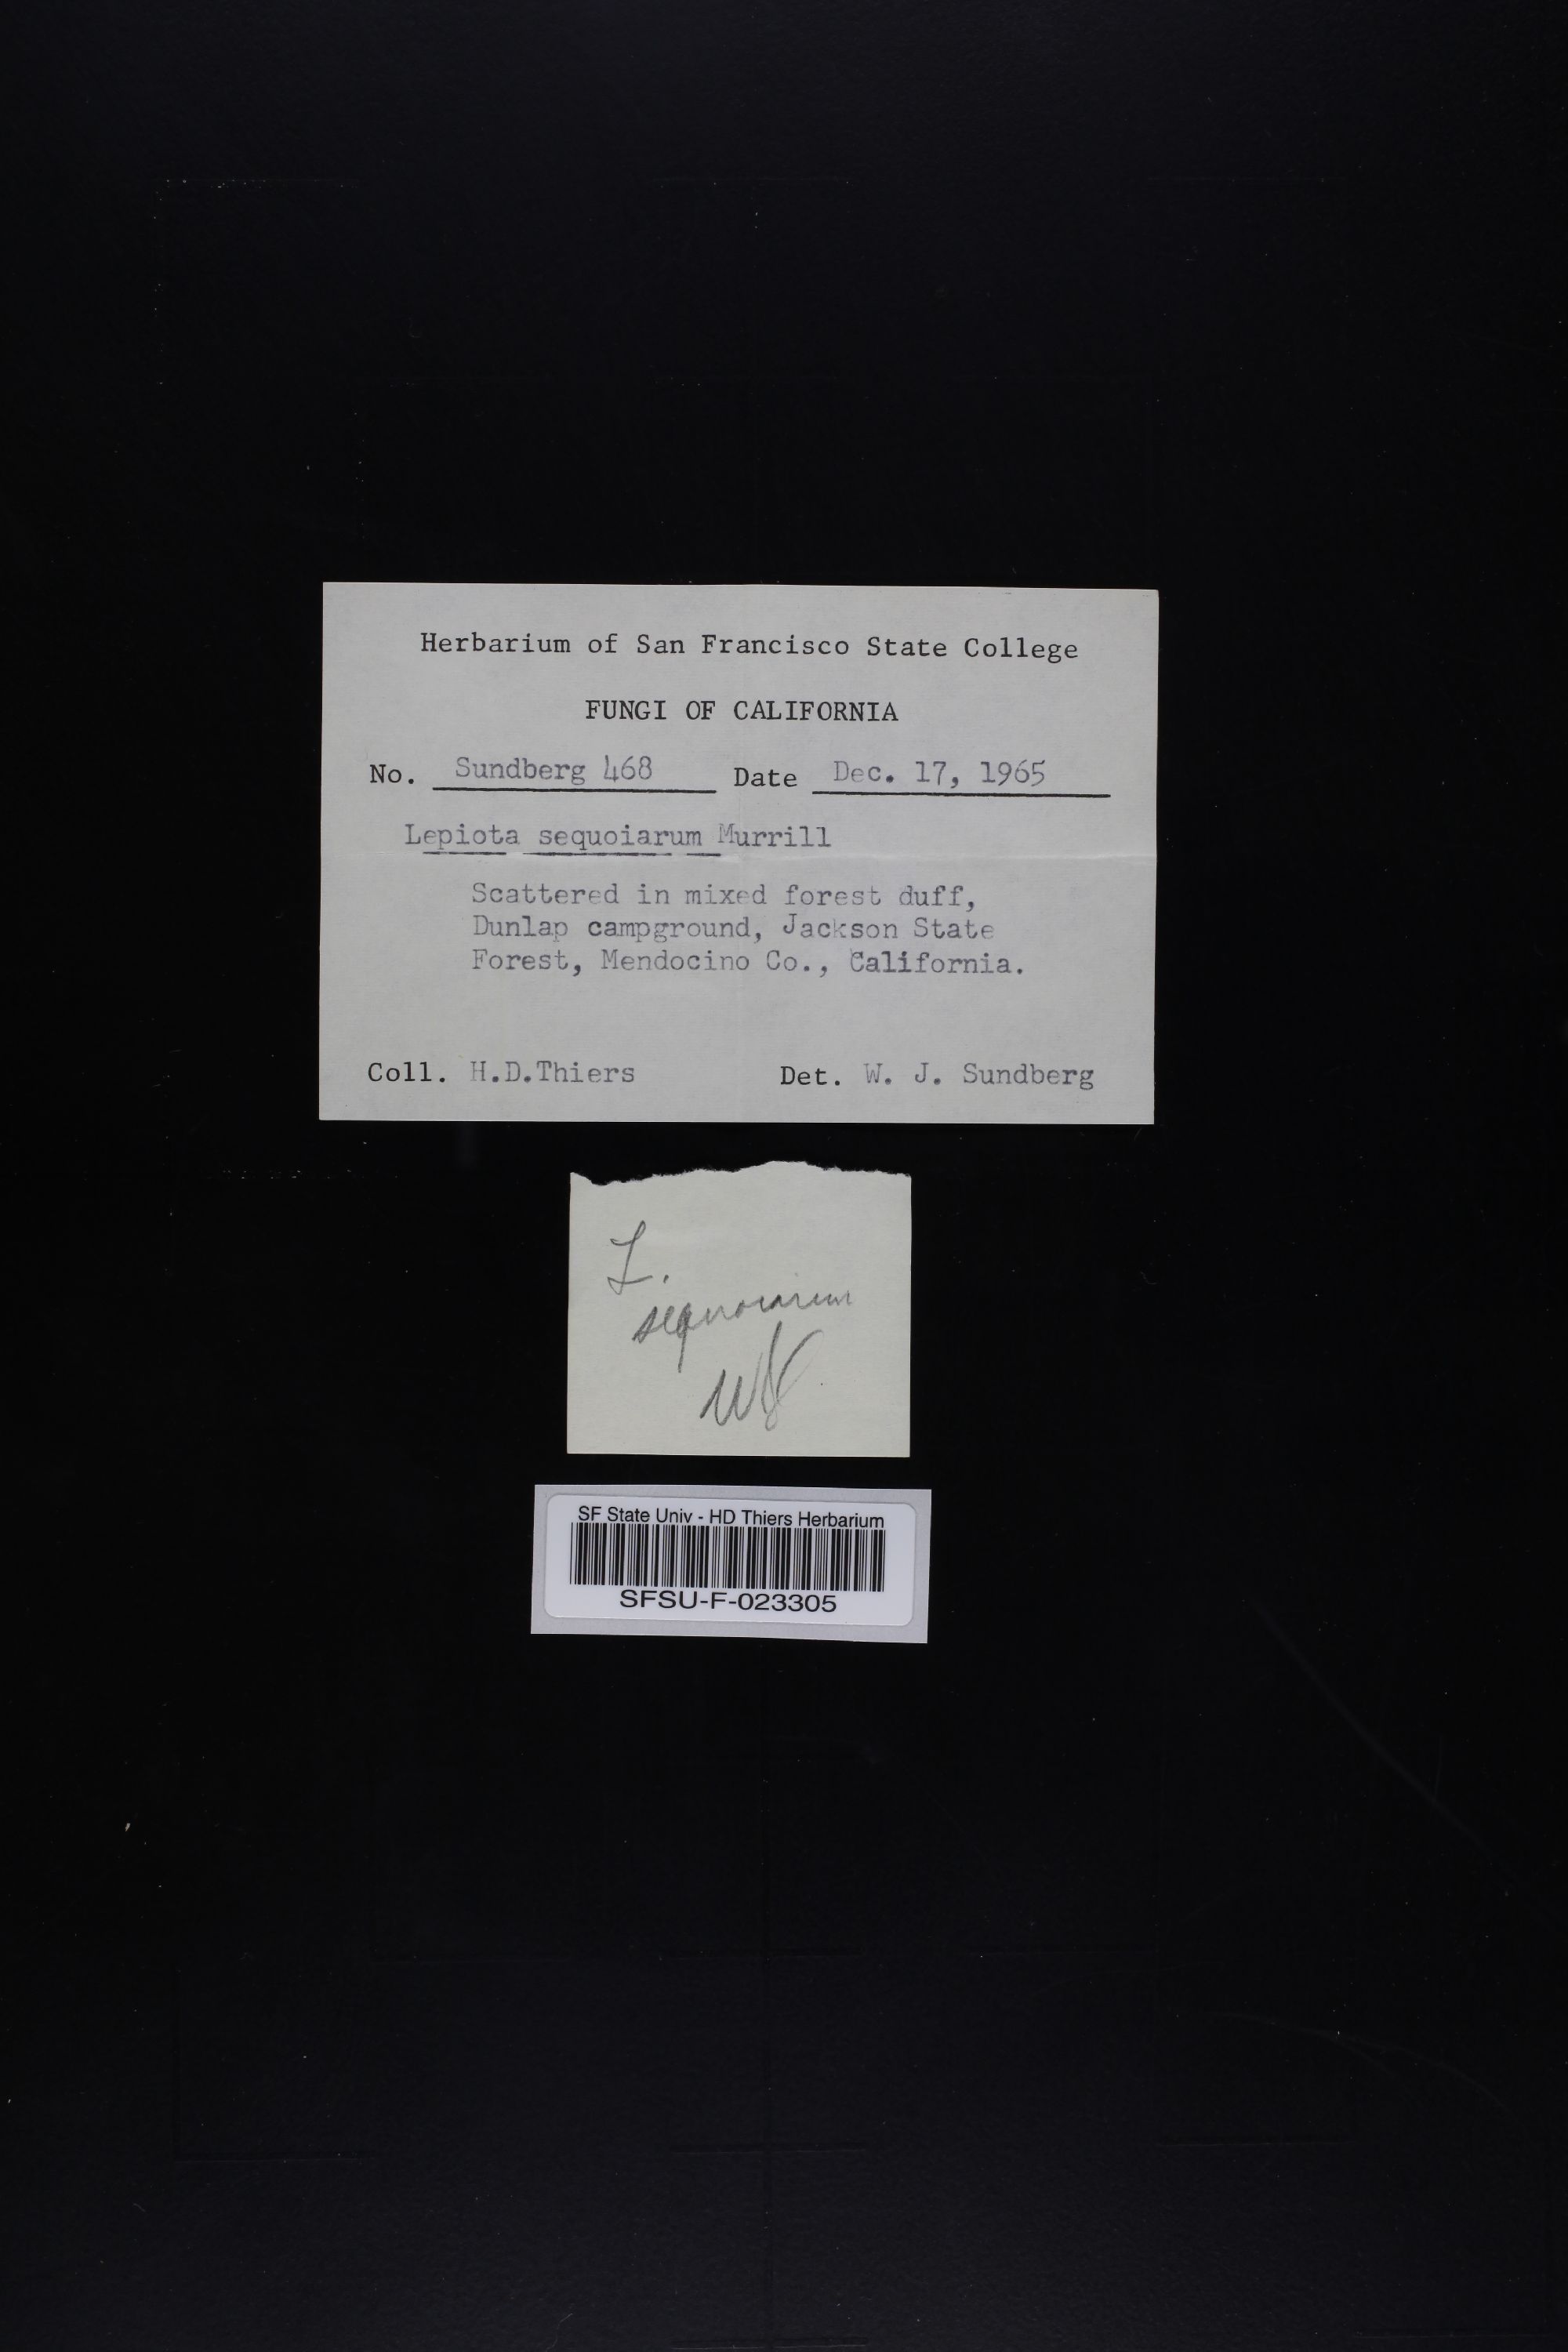 Herbarium of San Francisco State College
FUNGI OF CALIFORNIA
No. Sundberg 468 Date Dec. 17, 1965
Lepiota sequoiarum Murrill
Scattered in mixed forest duff,
Dunlap campground, Jackson State
Forest, Mendocino Co., California.
Coll. H.D.Thiers Det. W. J. Sundberg
L.
sequoiarum
SF State Univ - HD Thiers Herbarium
SFSU-F-023305